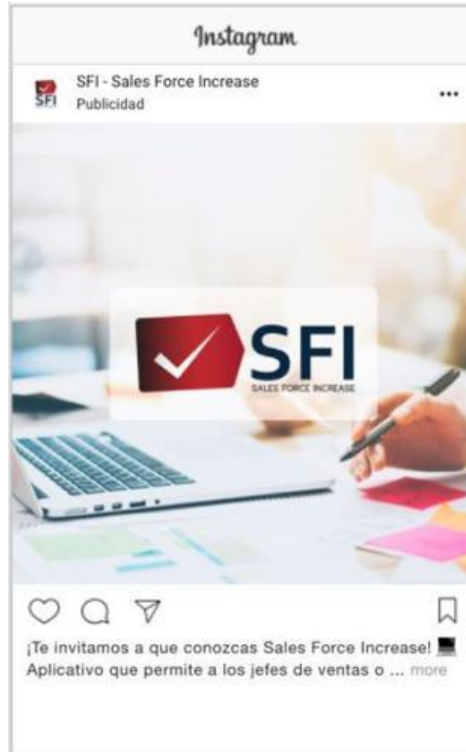 Instagram
SFI - Sales Force Increase
SFI
Publicidad
SFI
SALES FORCE INCREASE
¡Te invitamos a que conozcas Sales Force Increase! 💻
Aplicativo que permite a los jefes de ventas o ... more